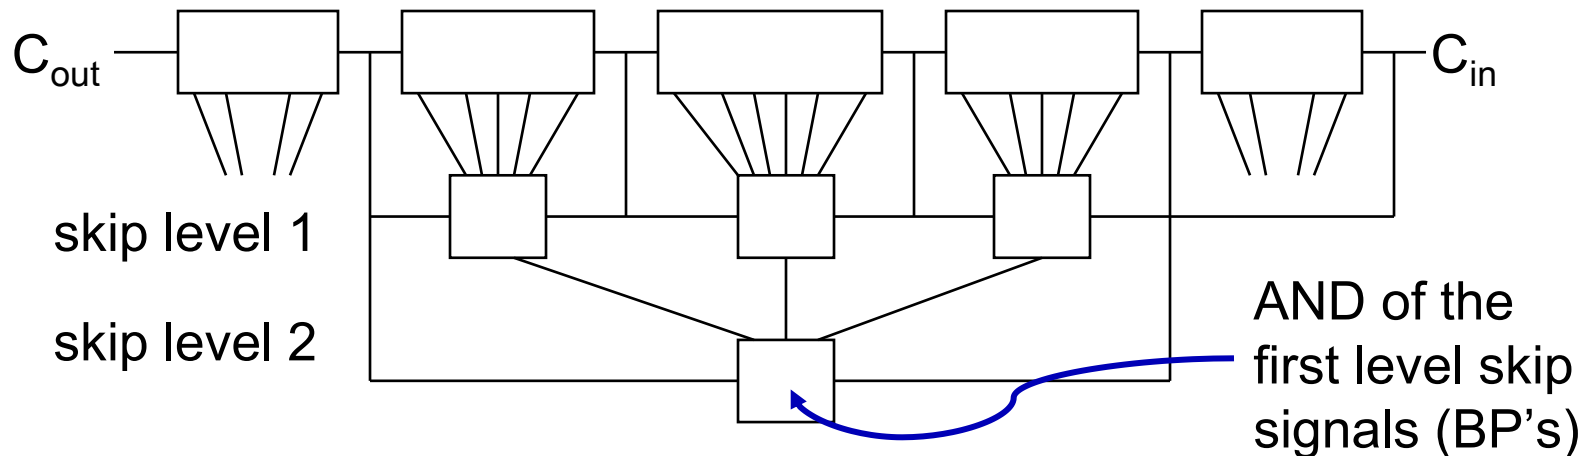 Cout
Cin
skip level 1
skip level 2
AND of the
first level skip
signals (BP's)